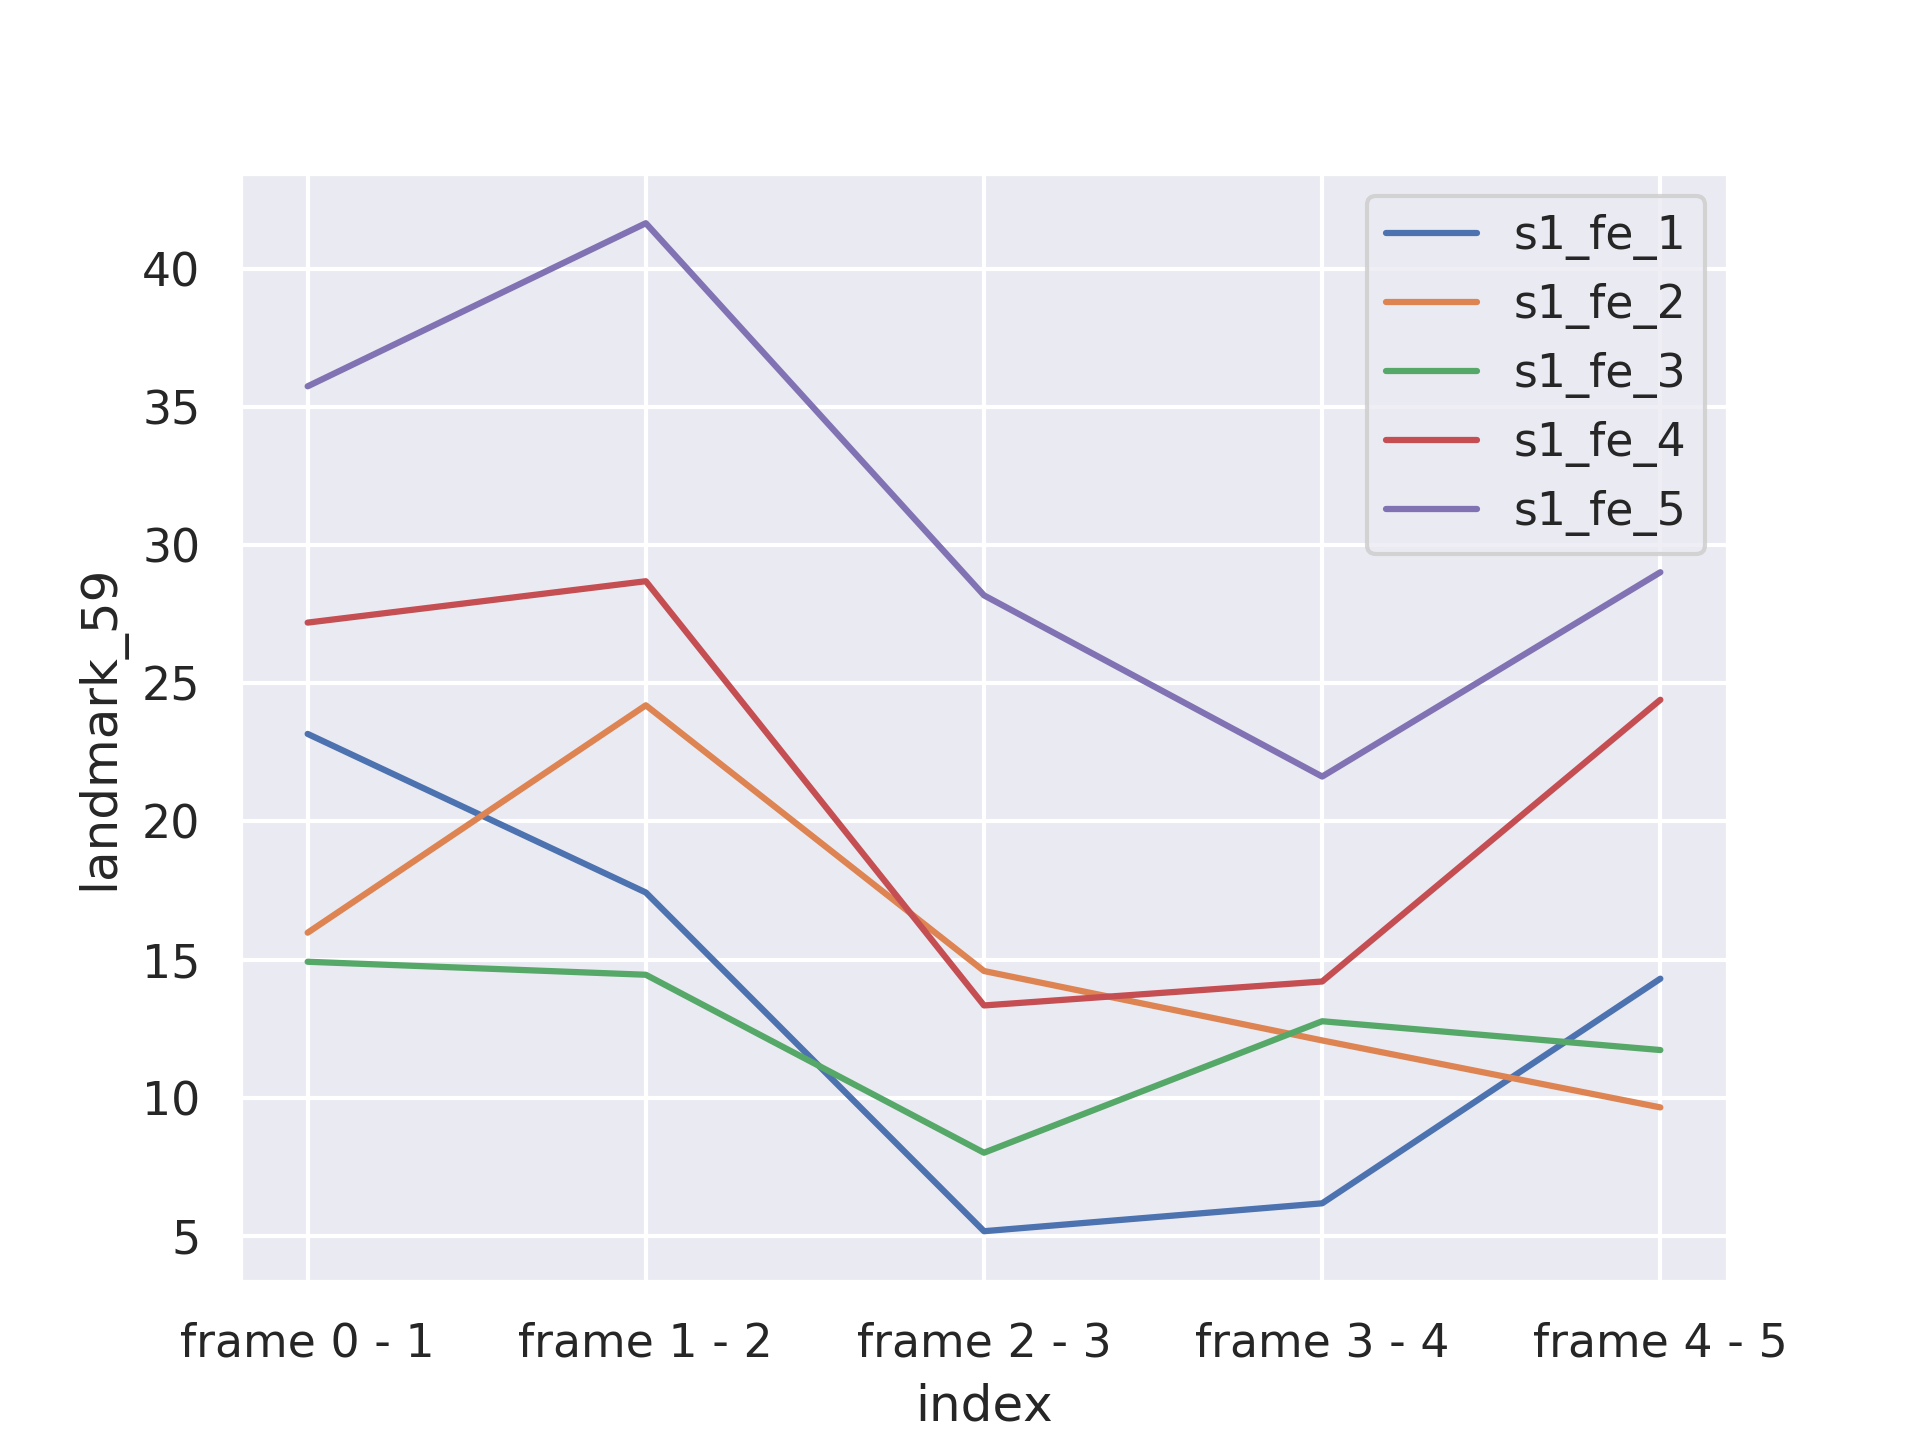 s1_fe_1
s1_fe_2
s1_fe_3
s1_fe_4
s1_fe_5
40
35
30
25
20
15
10
5
landmark_59
frame 0 - 1
frame 1 - 2
frame 2 - 3
frame 3 - 4
frame 4 - 5
index